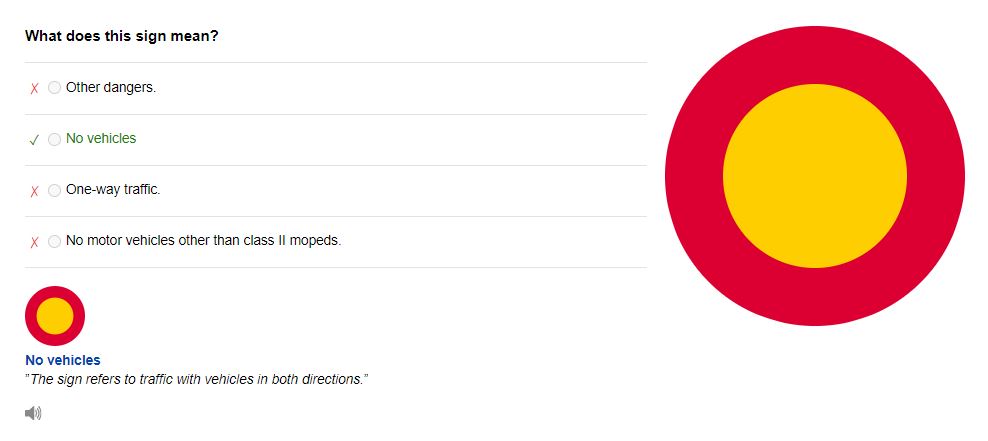 What does this sign mean?
Other dangers.
No vehicles
One-way traffic.
No motor vehicles other than class II mopeds.
No vehicles
"The sign refers to traffic with vehicles in both directions."